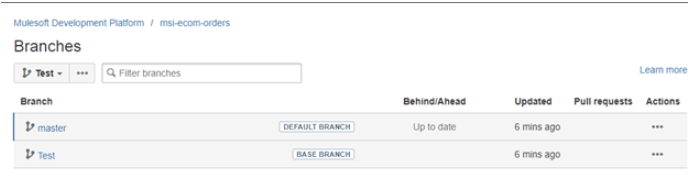 Mulesoft Development Platform / msi-ecom-orders
Branches
Test ••• Filter branches
Learn more
Branch Behind/Ahead Updated Pull requests Actions
master DEFAULT BRANCH Up to date 6 mins ago •••
Test BASE BRANCH 6 mins ago •••